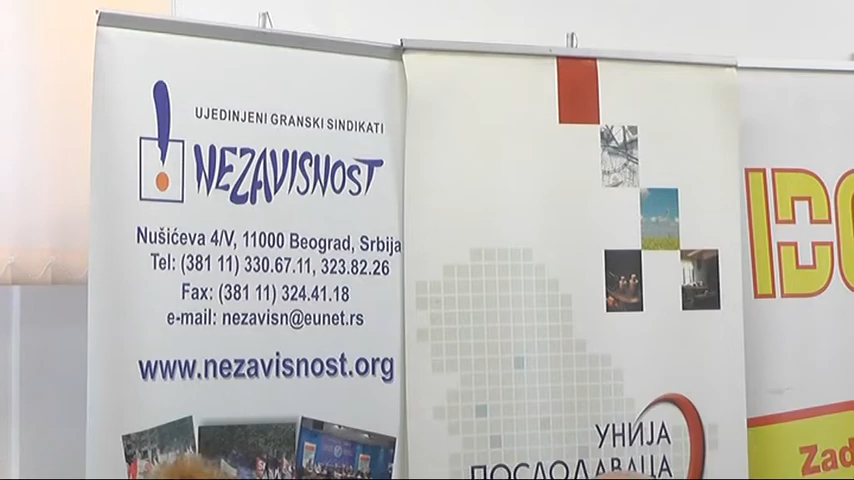 UJEDINJENI GRANSKI SINDIKATI
NEZAVISNOST
Nušićeva 4/V, 11000 Beograd, Srbija
Tel: (381 11) 330.67.11, 323.82.26
Fax: (381 11) 324.41.18
e-mail: nezavisn@eunet.rs
www.nezavisnost.org
УНИЈА
ПОСЛОДАВАЦА